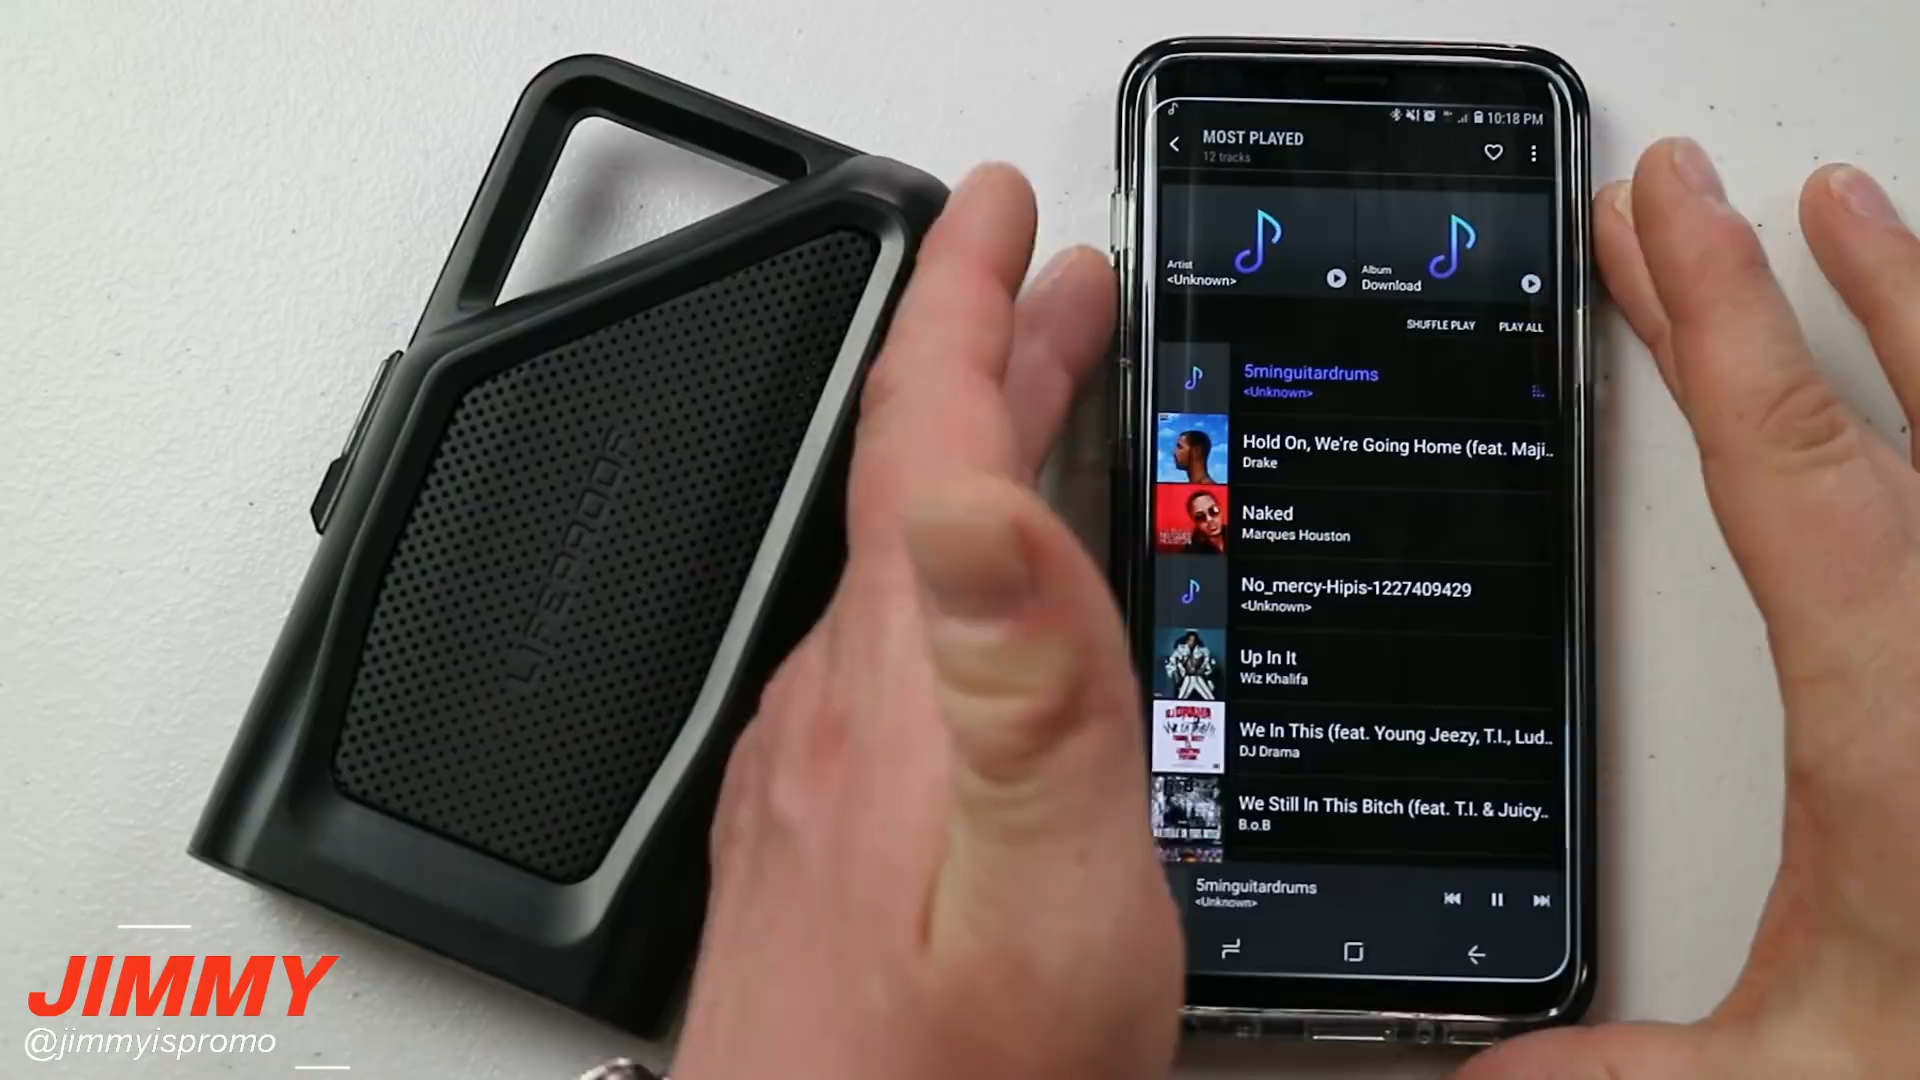 LIFEPROOF
10:18 PM
MOST PLAYED
12 tracks
Artist
<Unknown>
Album
Download
SHUFFLE PLAY PLAY ALL
5minguitardrums
<Unknown>
Hold On, We're Going Home (feat. Maji..
Drake
Naked
Marques Houston
No_mercy-Hipis-1227409429
<Unknown>
Up In It
Wiz Khalifa
We In This (feat. Young Jeezy, T.I., Lud..
DJ Drama
We Still In This Bitch (feat. T.I. & Juicy..
B.o.B
5minguitardrums
<Unknown>
JIMMY
@jimmyispromo